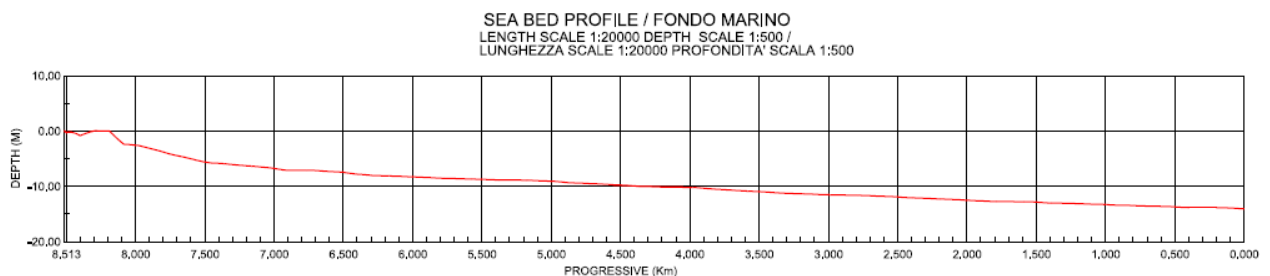 SEA BED PROFILE / FONDO MARINO
LENGTH SCALE 1:20000 DEPTH SCALE 1:500 /
LUNGHEZZA SCALE 1:20000 PROFONDITA' SCALA 1:500
10,00
0.00
-10,00
-20.00
DEPTH (M)
8.513 8.000 7.500 7.000 6.500 6.000 5.500 5.000 4.500 4.000 3.500 3.000 2.500 2.000 1.500 1.000 0.500 0.000
PROGRESSIVE (Km)